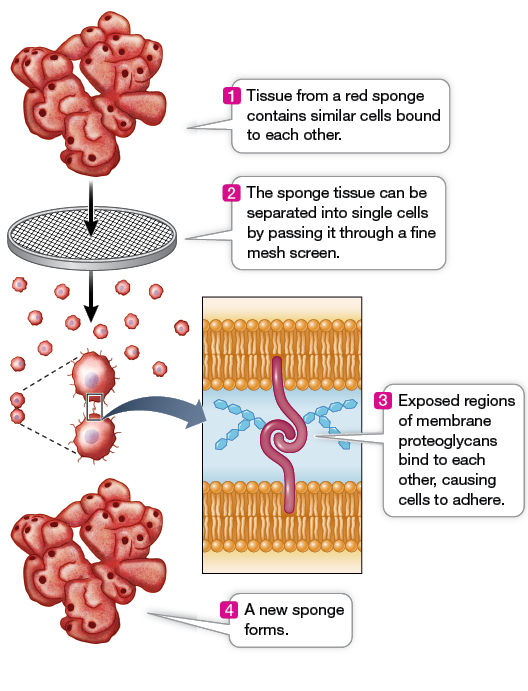 1 Tissue from a red sponge
contains similar cells bound
to each other.
2 The sponge tissue can be
separated into single cells
by passing it through a fine
mesh screen.
3 Exposed regions
of membrane
proteoglycans
bind to each
other, causing
cells to adhere.
4 A new sponge
forms.